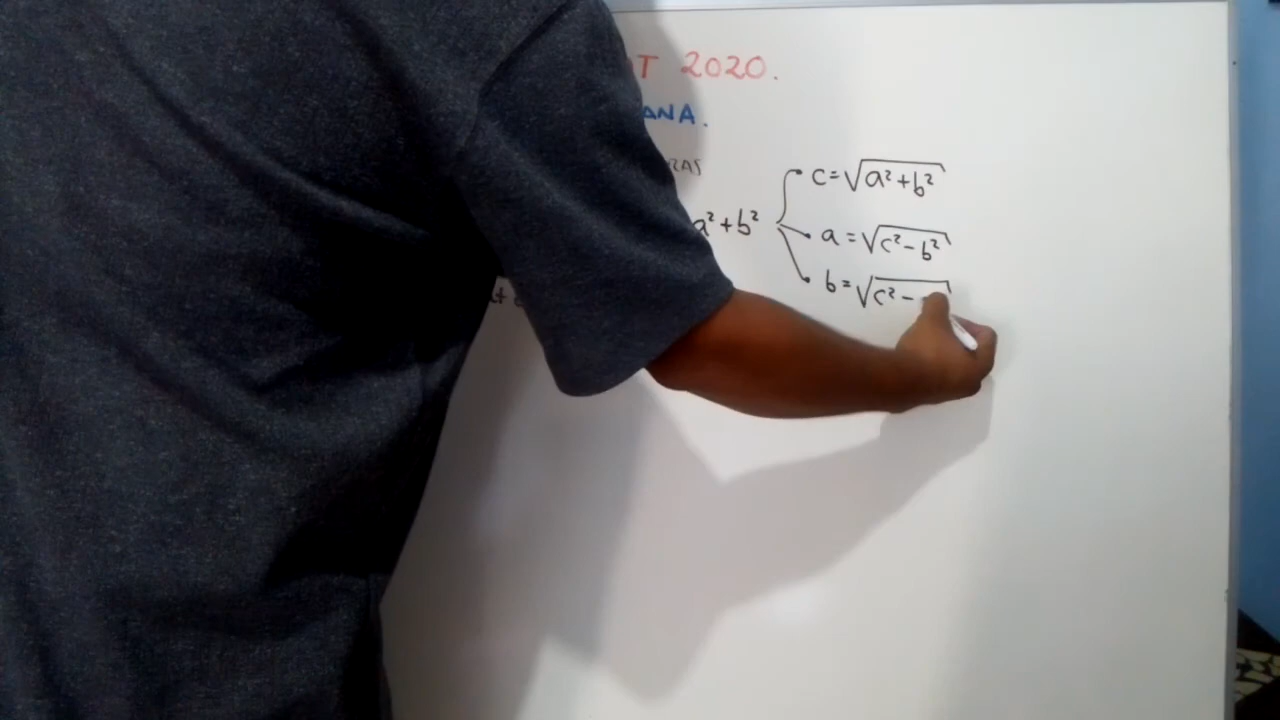 T 2020.
ANA.
RAS
a² + b²
c = √a² + b²
a = √c² - b²
b = √c² -